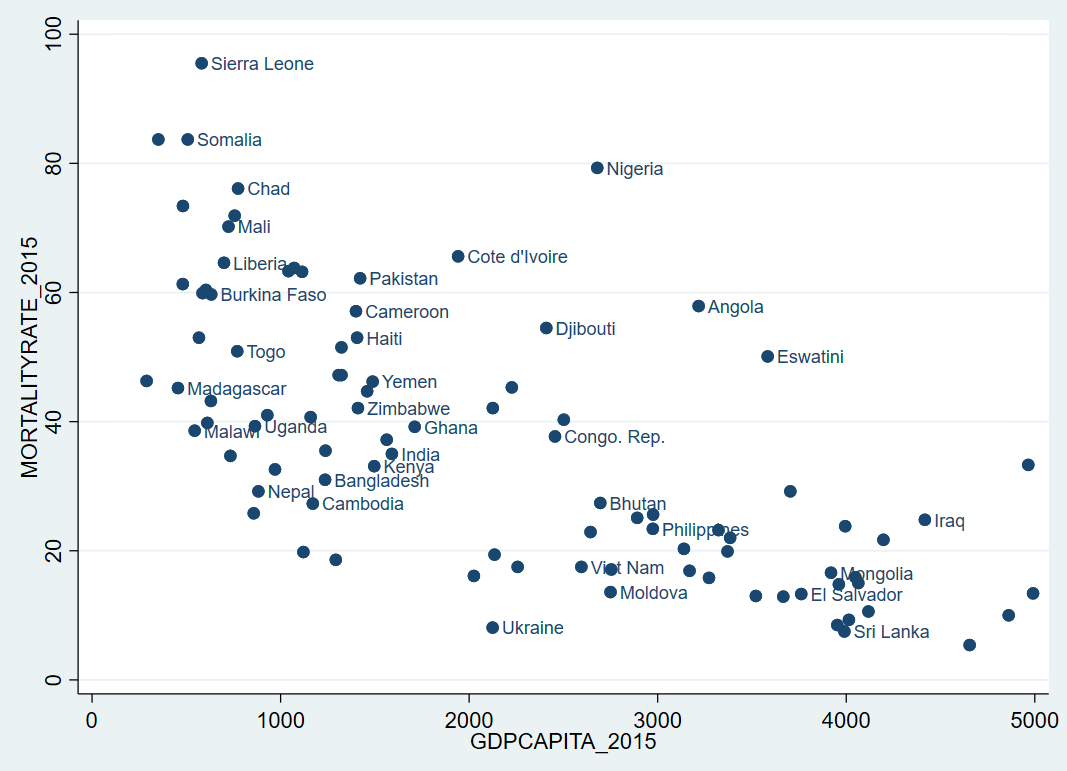 MORTALITYRATE_2015
100
80
60
40
20
0
Sierra Leone
Somalia
Nigeria
Chad
Mali
Cote d'Ivoire
Liberia
Pakistan
Burkina Faso
Angola
Cameroon
Djibouti
Haiti
Togo
Eswatini
Yemen
Madagascar
Zimbabwe
Uganda
Ghana
Malawi
Congo. Rep.
India
Kenya
Bangladesh
Nepal
Cambodia
Bhutan
Iraq
Philippines
Viet Nam
Mongolia
Moldova
El Salvador
Ukraine
Sri Lanka
0 1000 2000 3000 4000 5000
GDPCAPITA_2015